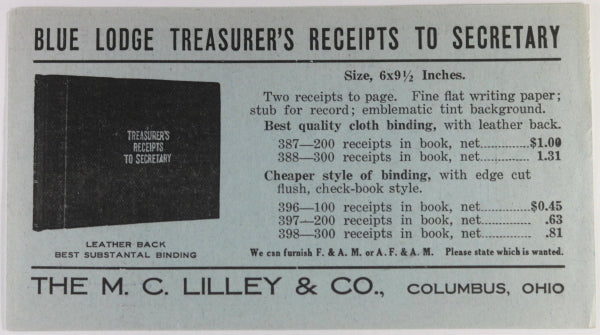 BLUE LODGE TREASURER'S RECEIPTS TO SECRETARY
TREASURER'S
RECEIPTS
TO SECRETARY
LEATHER BACK
BEST SUBSTANTAL BINDING
Size, 6x9½ Inches.
Two receipts to page. Fine flat writing paper;
stub for record; emblematic tint background.
Best quality cloth binding, with leather back.
387—200 receipts in book, net..............$1.00
388—300 receipts in book, net.............. 1.31
Cheaper style of binding, with edge cut
flush, check-book style.
396—100 receipts in book, net..............$0.45
397—200 receipts in book, net.............. .63
398—300 receipts in book, net.............. .81
We can furnish F. & A. M. or A. F. & A. M. Please state which is wanted.
THE M. C. LILLEY & CO., COLUMBUS, OHIO